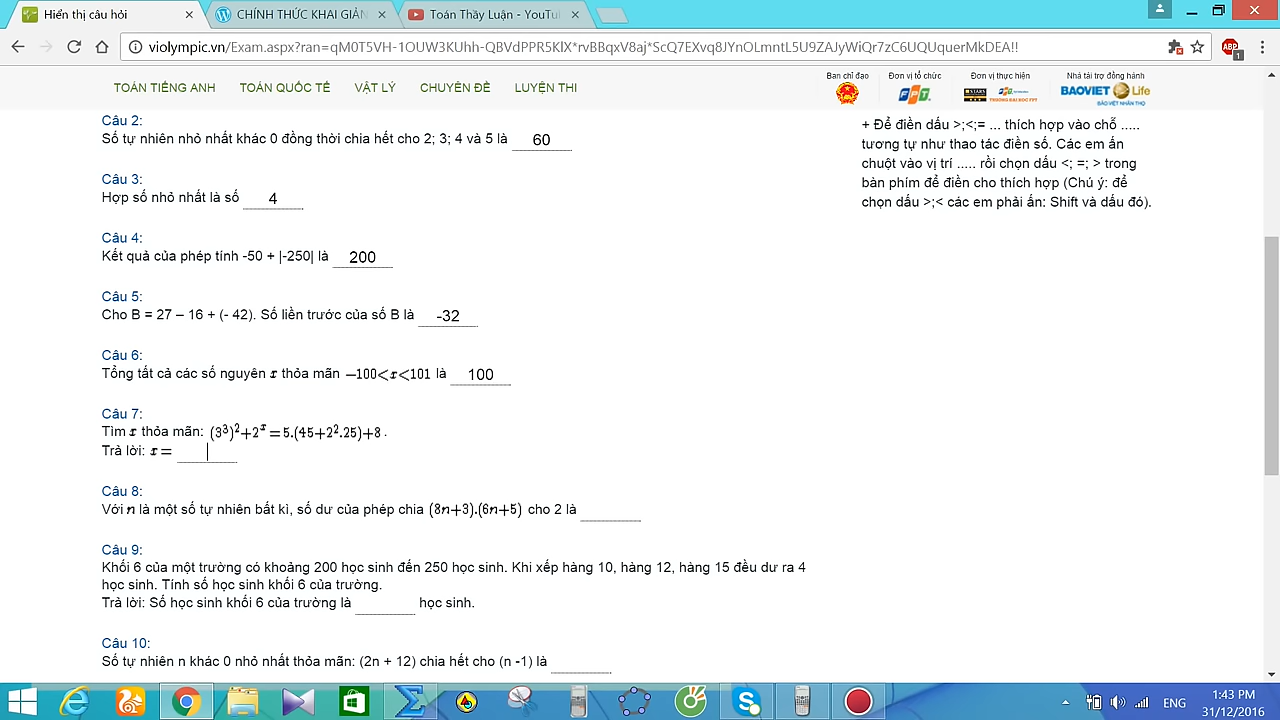 Hiển thị câu hỏi
CHÍNH THỨC KHAI GIẢN
Toán Thầy Luận - YouTu
violympic.vn/Exam.aspx?ran=qM0T5VH-1OUW3KUhh-QBVdPPR5KlX*rvBBqxV8aj*ScQ7EXvq8JYnOLmntL5U9ZAJyWiQr7zC6UQUquerMkDEA!!
ABP
1
TOÁN TIẾNG ANH
TOÁN QUỐC TẾ
VẬT LÝ
CHUYÊN ĐỀ
LUYỆN THI
Ban chỉ đạo
Đơn vị tổ chức
Đơn vị thực hiện
Nhà tài trợ đồng hành
FPT
BAOVIET Life
BẢO VIỆT NHÂN THỌ
Câu 2:
Số tự nhiên nhỏ nhất khác 0 đồng thời chia hết cho 2; 3; 4 và 5 là 60
Câu 3:
Hợp số nhỏ nhất là số 4
Câu 4:
Kết quả của phép tính -50 + |-250| là 200
Câu 5:
Cho B = 27 – 16 + (- 42). Số liền trước của số B là -32
Câu 6:
Tổng tất cả các số nguyên x thỏa mãn −100<x<101 là 100
Câu 7:
Tìm x thỏa mãn: (3³)²+2ˣ=5.(45+2².25)+8 .
Trả lời: x =
Câu 8:
Với n là một số tự nhiên bất kì, số dư của phép chia (8n+3).(6n+5) cho 2 là
Câu 9:
Khối 6 của một trường có khoảng 200 học sinh đến 250 học sinh. Khi xếp hàng 10, hàng 12, hàng 15 đều dư ra 4
học sinh. Tính số học sinh khối 6 của trường.
Trả lời: Số học sinh khối 6 của trường là học sinh.
Câu 10:
Số tự nhiên n khác 0 nhỏ nhất thỏa mãn: (2n + 12) chia hết cho (n -1) là
+ Để điền dấu >;<;= ... thích hợp vào chỗ .....
tương tự như thao tác điền số. Các em ấn
chuột vào vị trí ..... rồi chọn dấu <; =; > trong
bàn phím để điền cho thích hợp (Chú ý: để
chọn dấu >;< các em phải ấn: Shift và dấu đó).
ENG
1:43 PM
31/12/2016